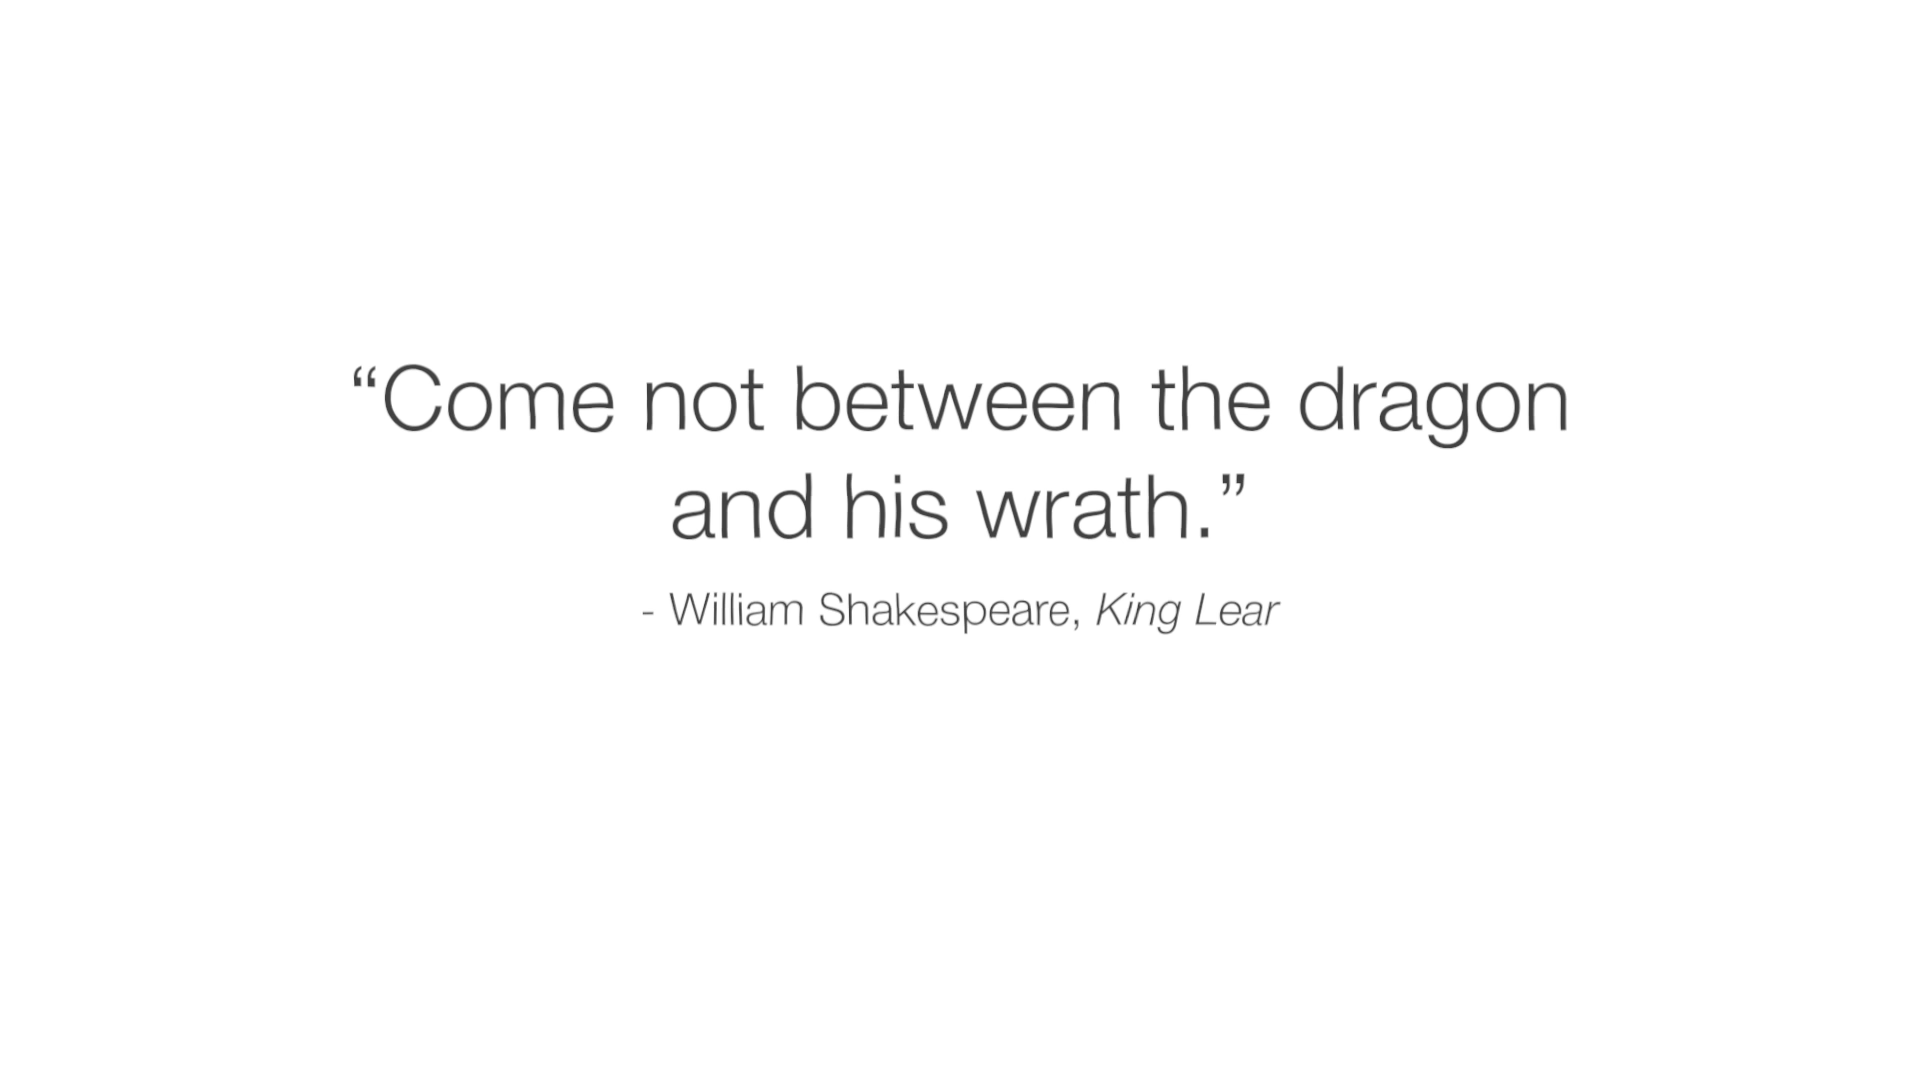 “Come not between the dragon
and his wrath.”
- William Shakespeare, King Lear